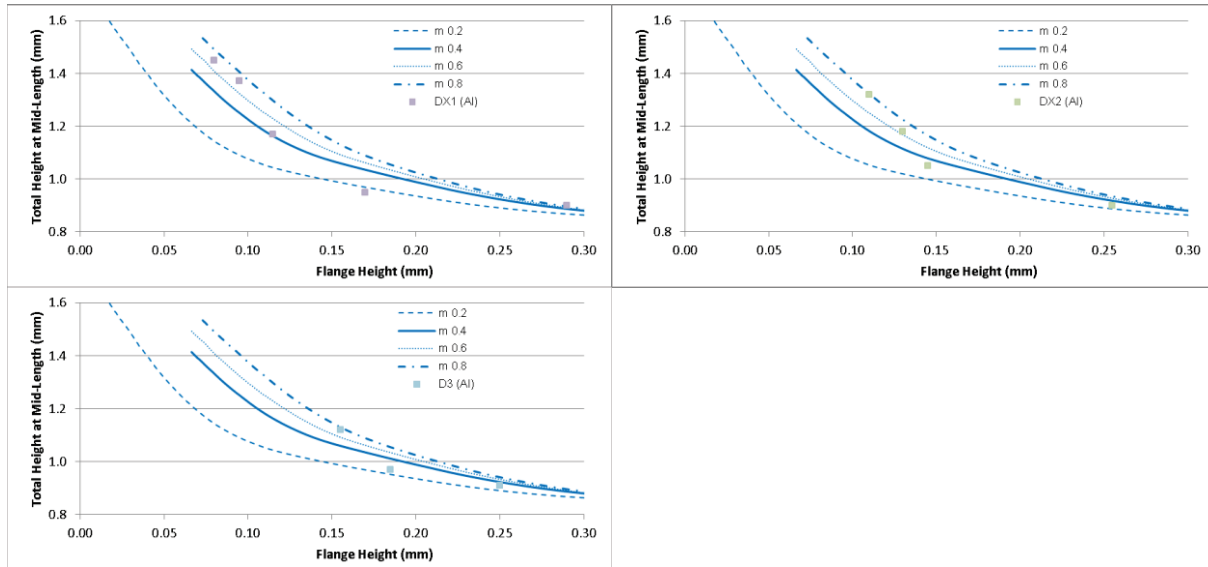 1.6
1.4
1.2
1.0
0.8
Total Height at Mid-Length (mm)
m 0.2
m 0.4
m 0.6
m 0.8
DX1 (Al)
0.00 0.05 0.10 0.15 0.20 0.25 0.30
Flange Height (mm)
1.6
1.4
1.2
1.0
0.8
Total Height at Mid-Length (mm)
m 0.2
m 0.4
m 0.6
m 0.8
DX2 (Al)
0.00 0.05 0.10 0.15 0.20 0.25 0.30
Flange Height (mm)
1.6
1.4
1.2
1.0
0.8
Total Height at Mid-Length (mm)
m 0.2
m 0.4
m 0.6
m 0.8
D3 (Al)
0.00 0.05 0.10 0.15 0.20 0.25 0.30
Flange Height (mm)